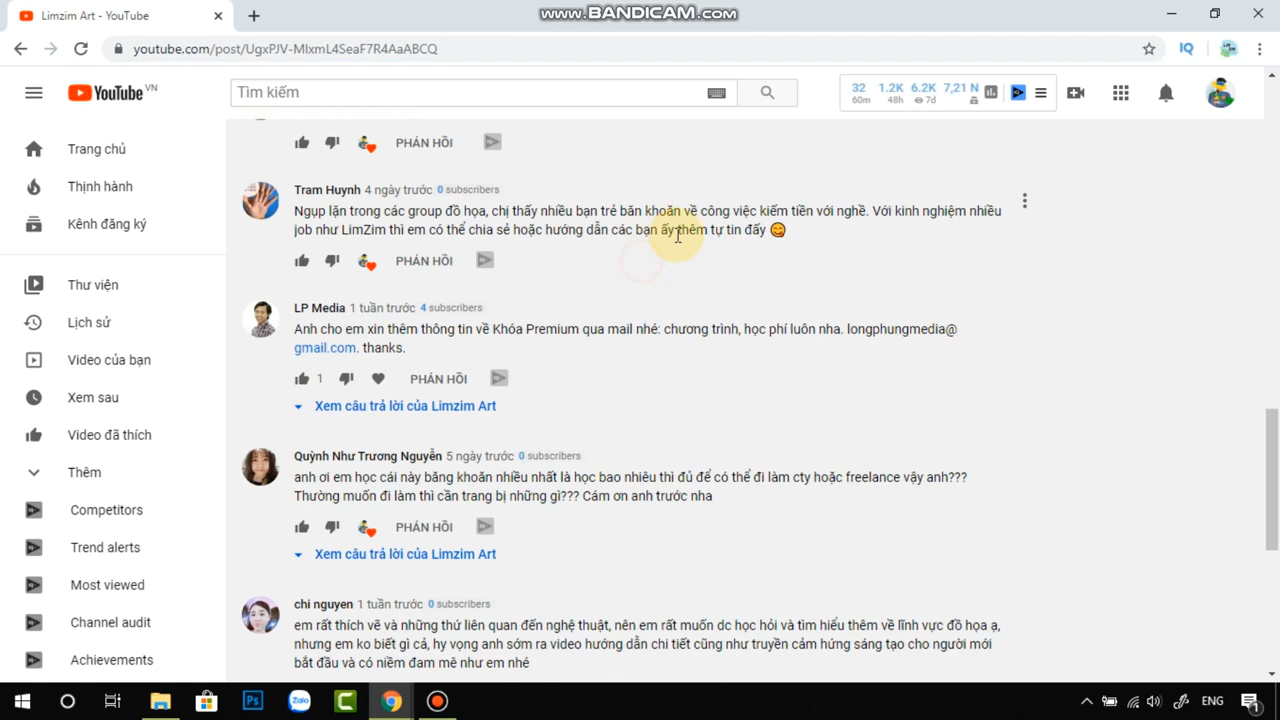 Limzim Art - YouTube
www.BANDICAM.com
youtube.com/post/UgxPJV-MIxmL4SeaF7R4AaABCQ
IQ
YouTube VN
Tìm kiếm
32 1.2K 6.2K 7,21 N
60m 48h 7d
PHẢN HỒI
Trang chủ
Thịnh hành
Kênh đăng ký
Thư viện
Lịch sử
Video của bạn
Xem sau
Video đã thích
Thêm
Competitors
Trend alerts
Most viewed
Channel audit
Achievements
Tram Huynh 4 ngày trước 0 subscribers
Ngụp lặn trong các group đồ họa, chị thấy nhiều bạn trẻ băn khoăn về công việc kiếm tiền với nghề. Với kinh nghiệm nhiều
job như LimZim thì em có thể chia sẻ hoặc hướng dẫn các bạn ấy thêm tự tin đấy 😋
PHẢN HỒI
LP Media 1 tuần trước 4 subscribers
Anh cho em xin thêm thông tin về Khóa Premium qua mail nhé: chương trình, học phí luôn nha. longphungmedia@
gmail.com. thanks.
1 PHẢN HỒI
Xem câu trả lời của Limzim Art
Quỳnh Như Trương Nguyễn 5 ngày trước 0 subscribers
anh ơi em học cái này băng khoăn nhiều nhất là học bao nhiêu thì đủ để có thể đi làm cty hoặc freelance vậy anh???
Thường muốn đi làm thì cần trang bị những gì??? Cám ơn anh trước nha
PHẢN HỒI
Xem câu trả lời của Limzim Art
chi nguyen 1 tuần trước 0 subscribers
em rất thích vẽ và những thứ liên quan đến nghệ thuật, nên em rất muốn dc học hỏi và tìm hiểu thêm về lĩnh vực đồ họa ạ,
nhưng em ko biết gì cả, hy vọng anh sớm ra video hướng dẫn chi tiết cũng như truyền cảm hứng sáng tạo cho người mới
bắt đầu và có niềm đam mê như em nhé
Ps
Zalo
ENG
1